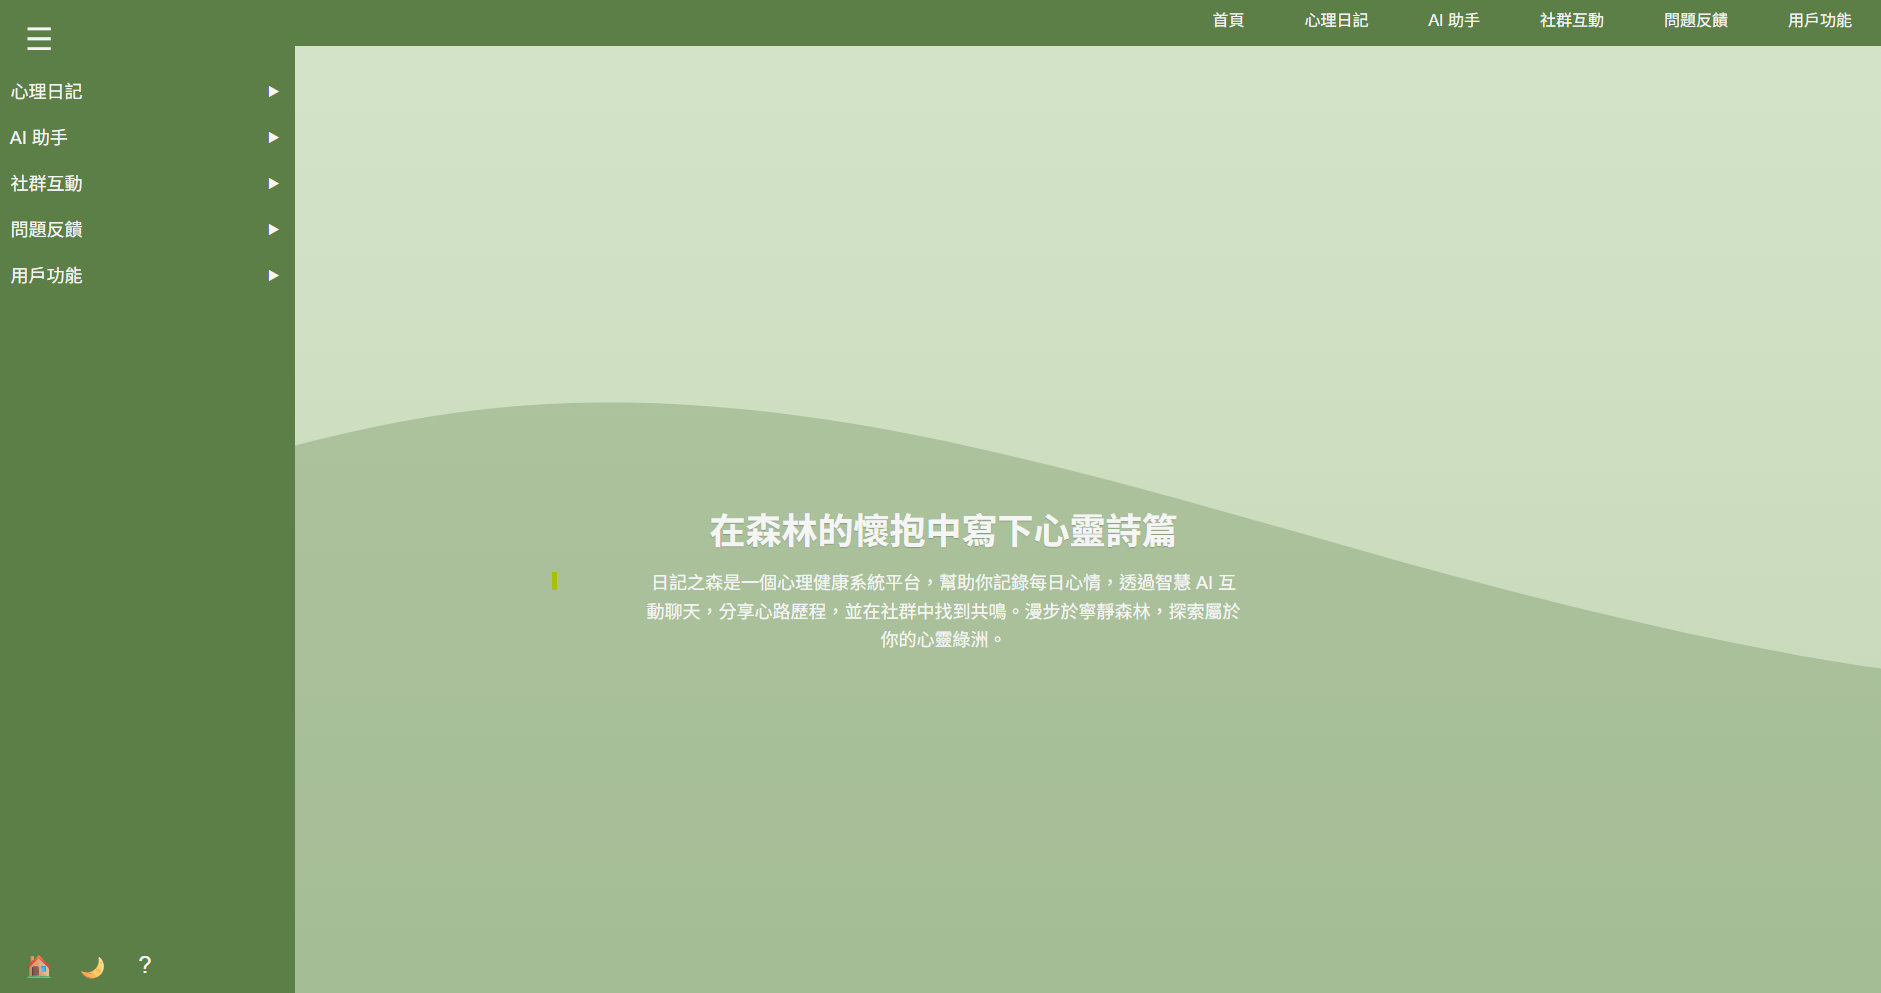 首頁
心理日記
AI 助手
社群互動
問題反饋
用戶功能
心理日記
AI 助手
社群互動
問題反饋
用戶功能
在森林的懷抱中寫下心靈詩篇
日記之森是一個心理健康系統平台，幫助你記錄每日心情，透過智慧 AI 互
動聊天，分享心路歷程，並在社群中找到共鳴。漫步於寧靜森林，探索屬於
你的心靈綠洲。
?